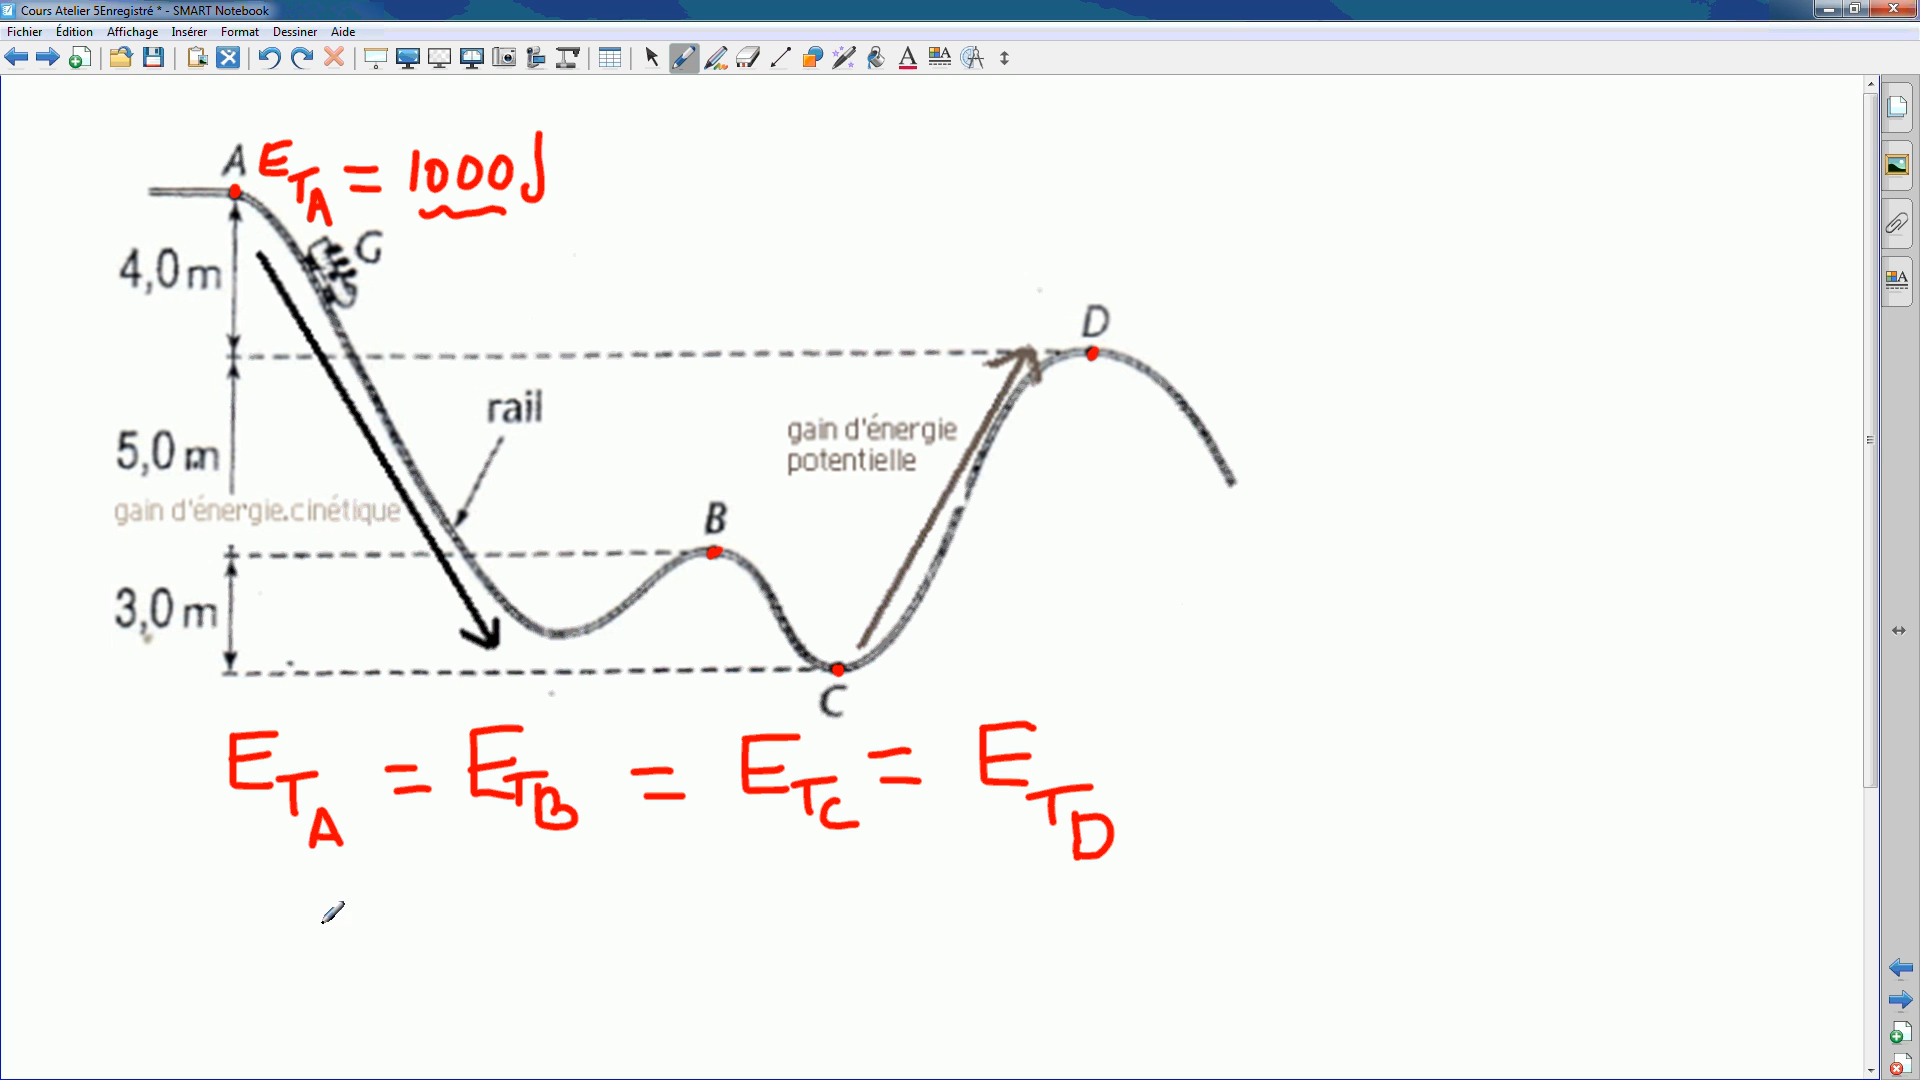 Cours Atelier 5Enregistré * - SMART Notebook
Fichier Édition Affichage Insérer Format Dessiner Aide
A E_TA = 1000 J
G
4,0 m
D
rail
gain d'énergie
potentielle
5,0 m
gain d'énergie.cinétique
B
3,0 m
C
E_TA = E_TB = E_TC = E_TD